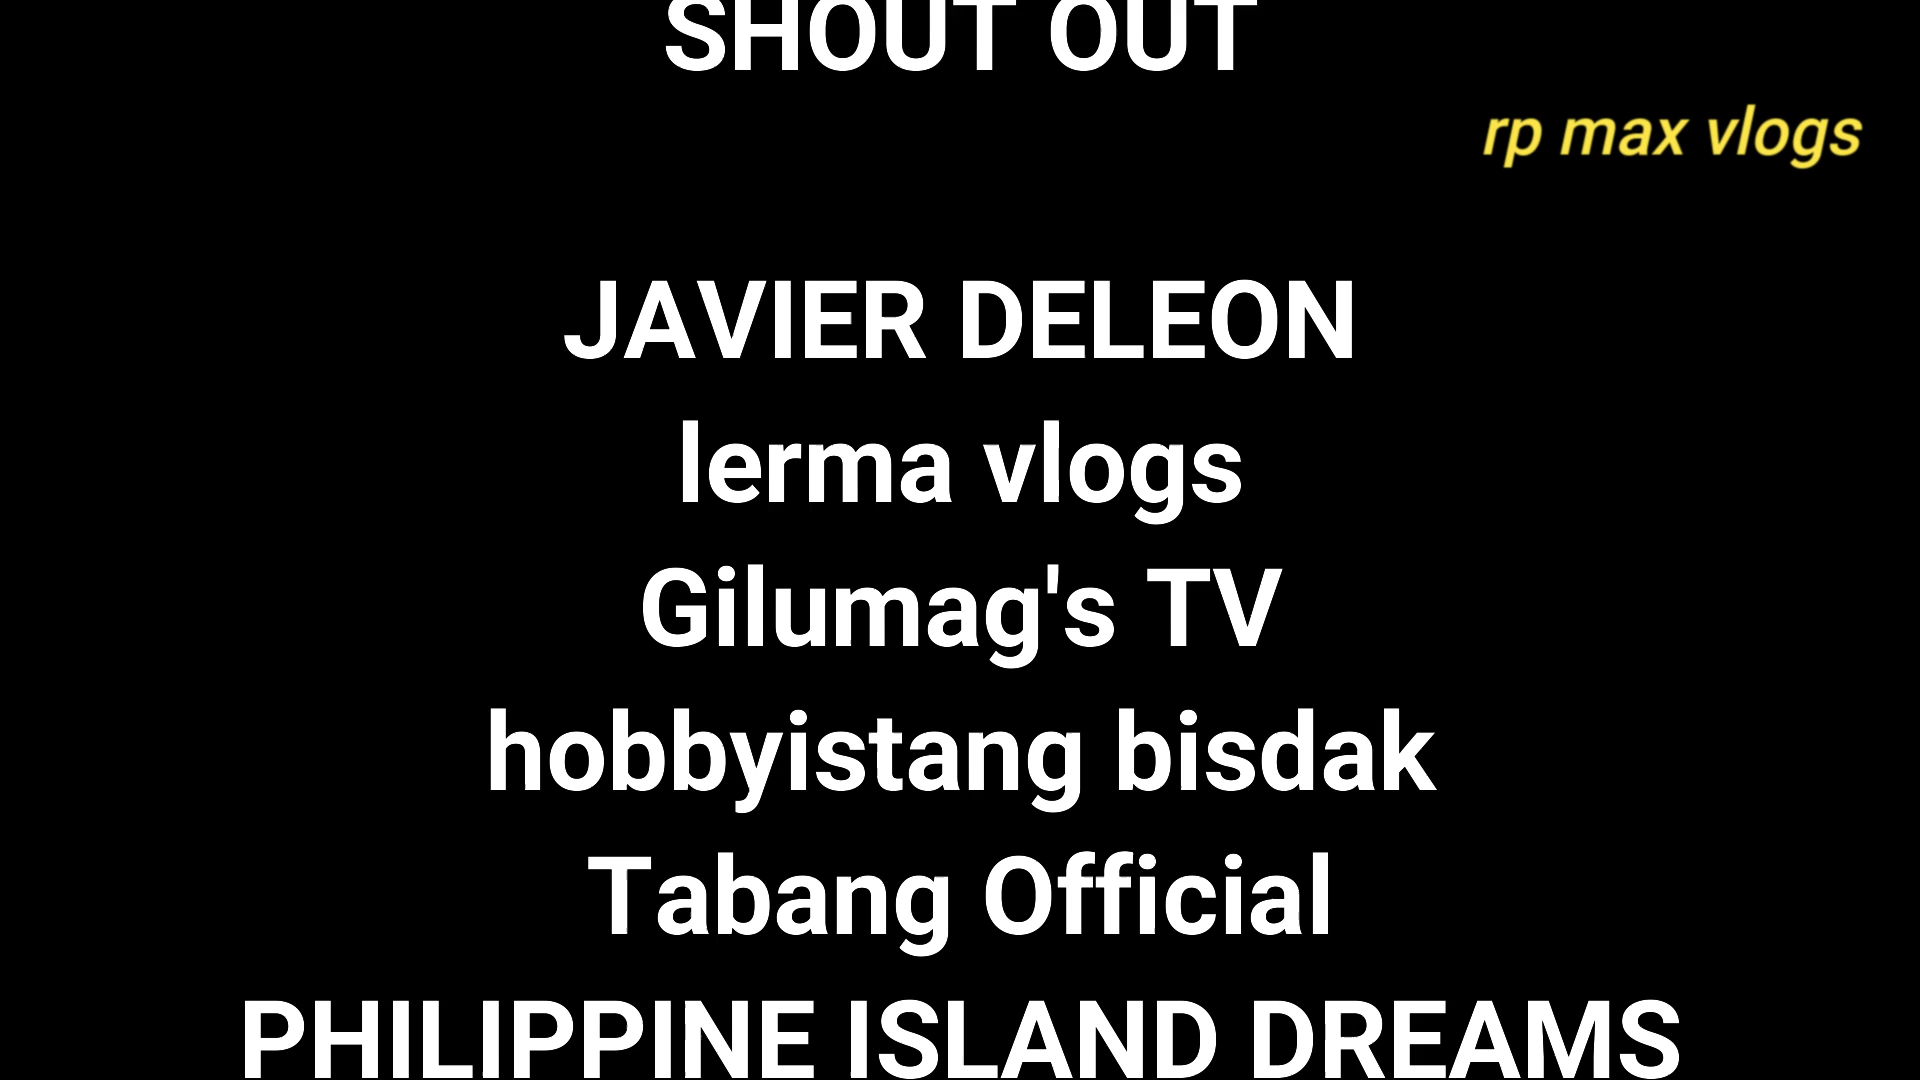 SHOUT OUT
rp max vlogs
JAVIER DELEON
lerma vlogs
Gilumag's TV
hobbyistang bisdak
Tabang Official
PHILIPPINE ISLAND DREAMS